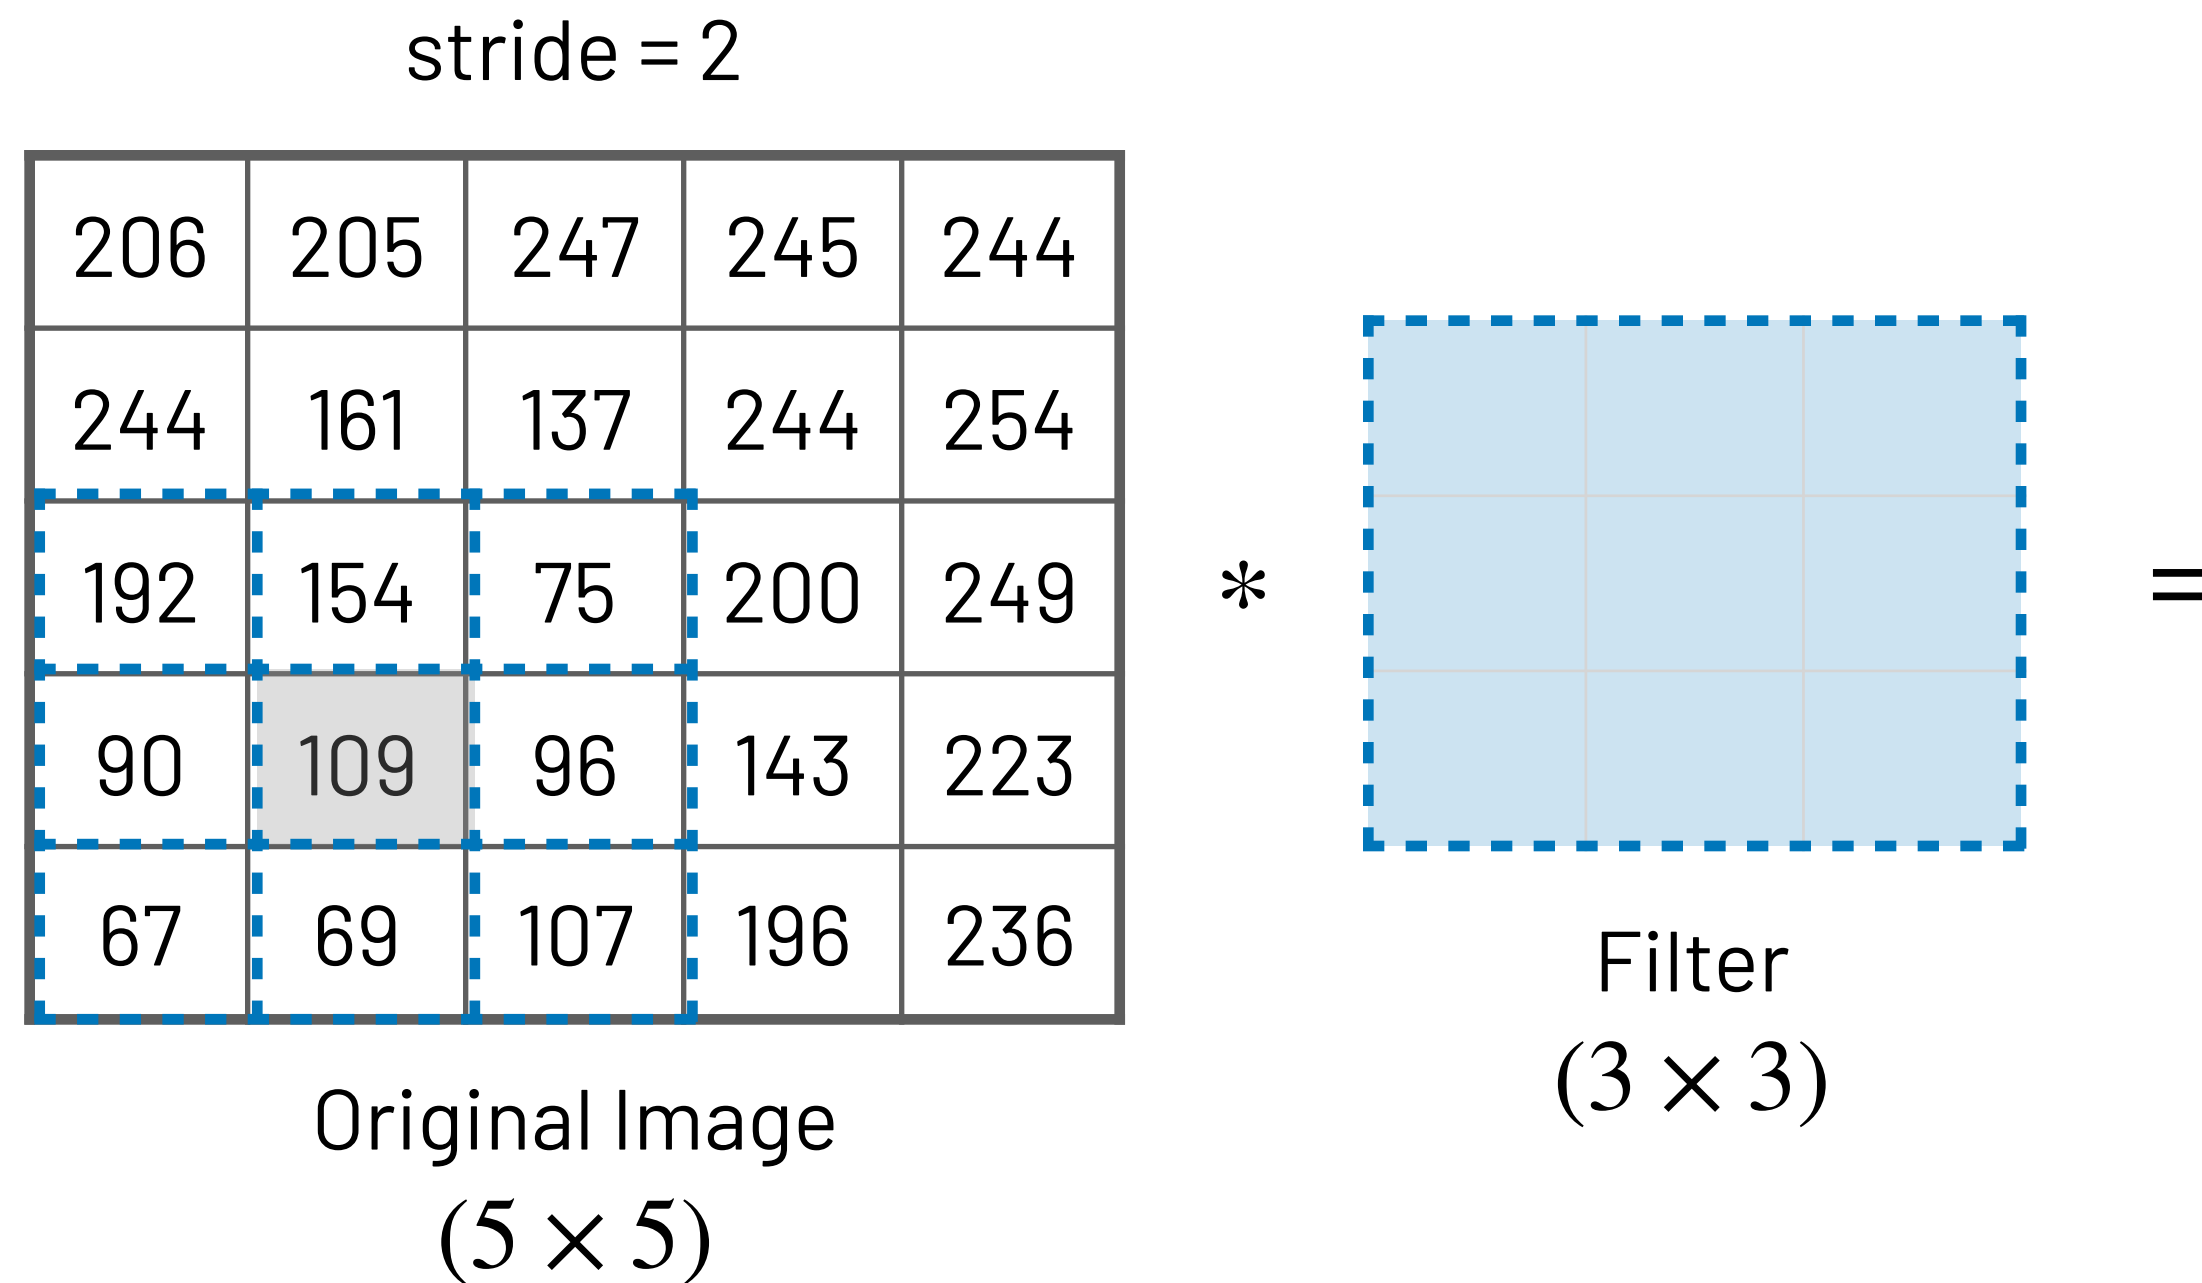 stride = 2
206 205 247 245 244
244 161 137 244 254
192 154 75 200 249
90 109 96 143 223
67 69 107 196 236
* =
Filter
(3 × 3)
Original Image
(5 × 5)